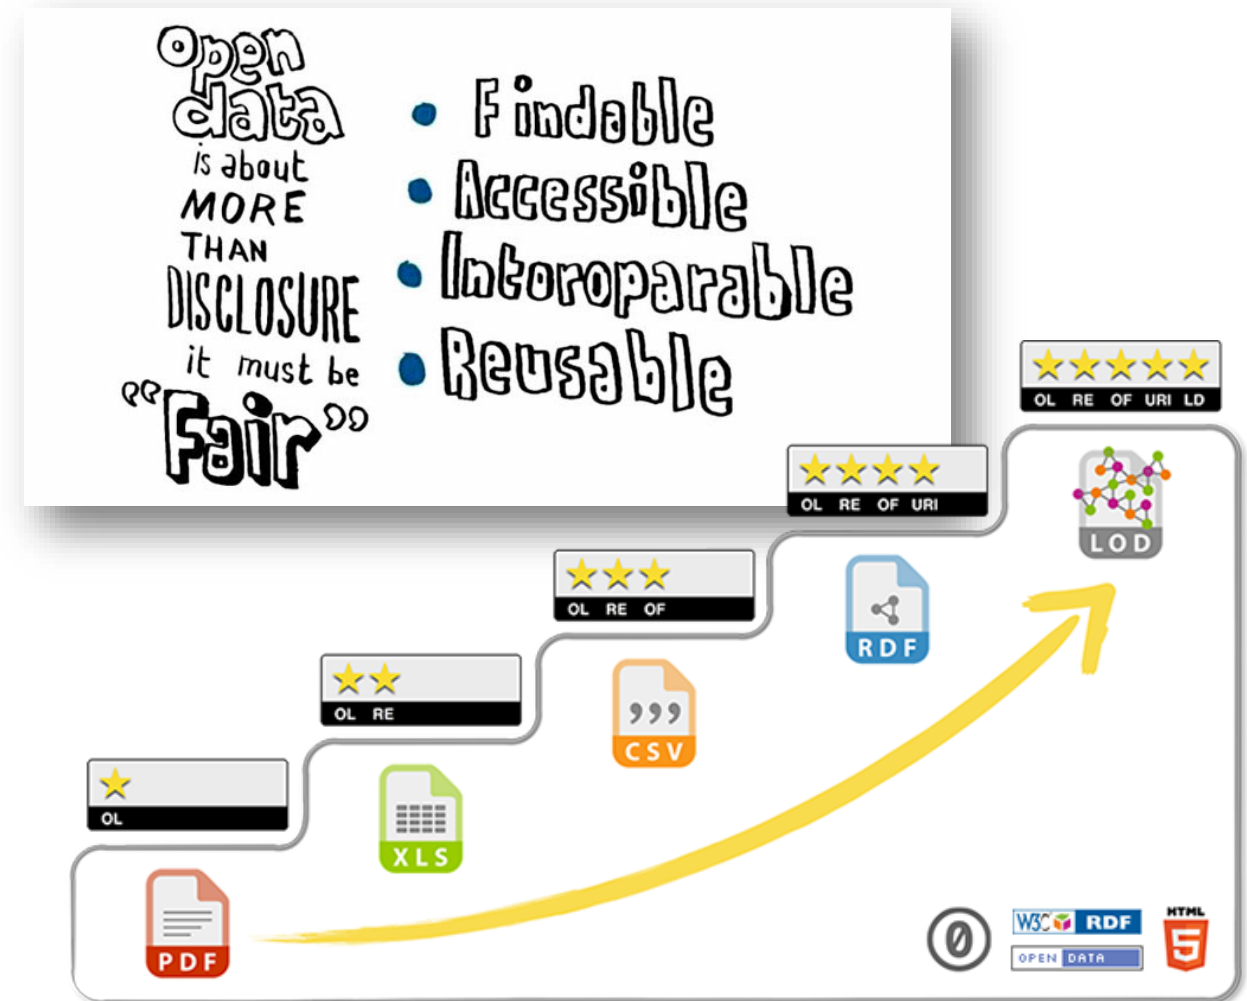 open
data
is about
MORE
THAN
DISCLOSURE
it must be
“Fair”
• Findable
• Accessible
• Intoroparable
• Reusable
OL RE OF URI LD
LOD
OL RE OF URI
RDF
OL RE OF
CSV
OL RE
XLS
OL
PDF
0
W3C RDF
OPEN DATA
HTML
5